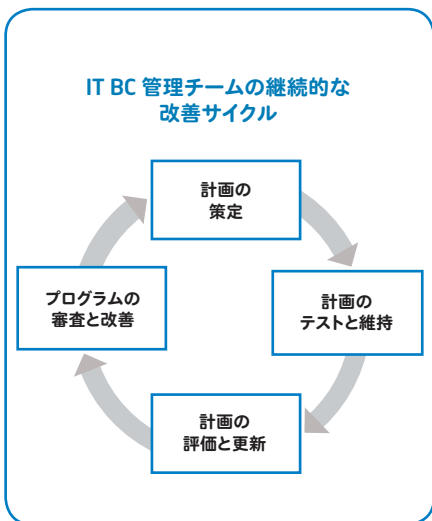 IT BC 管理チームの継続的な
改善サイクル
計画の
策定
計画の
テストと維持
計画の
評価と更新
プログラムの
審査と改善